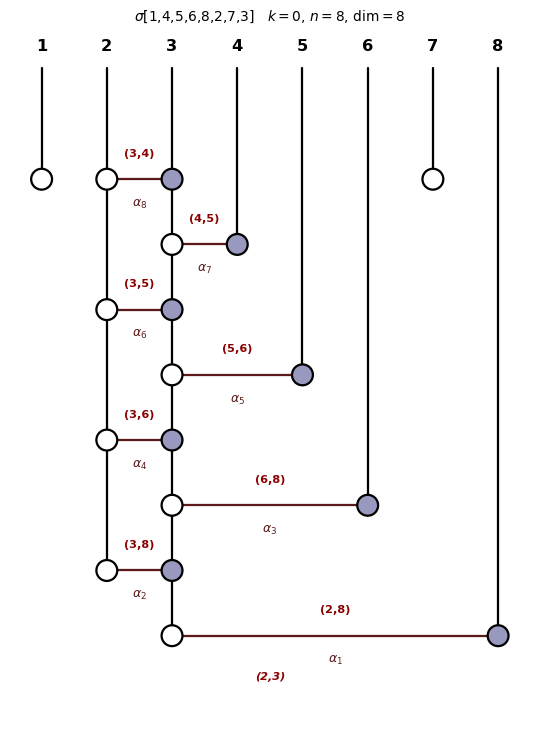 σ[1,4,5,6,8,2,7,3] k=0, n=8, dim=8
1 2 3 4 5 6 7 8
(3,4)
α₈
(4,5)
α₇
(3,5)
α₆
(5,6)
α₅
(3,6)
α₄
(6,8)
α₃
(3,8)
α₂
(2,8)
α₁
(2,3)